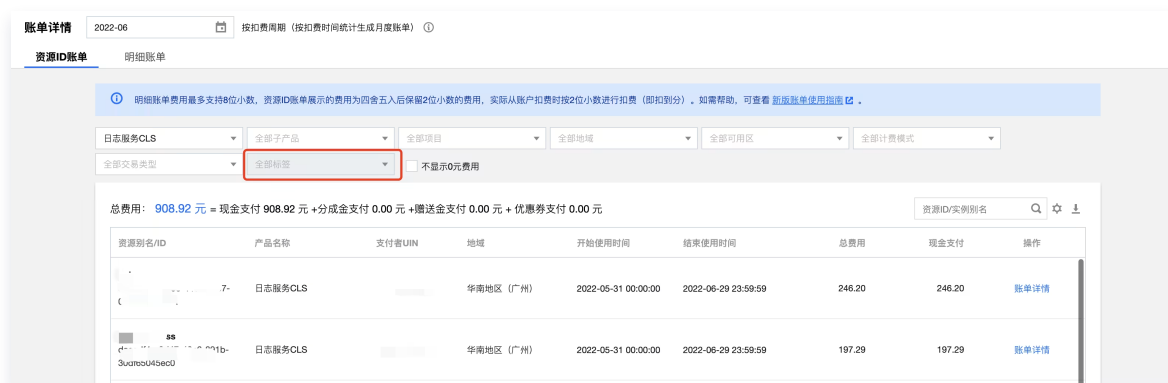 账单详情 2022-06 按扣费周期（按扣费时间统计生成月度账单）
资源ID账单 明细账单
明细账单费用最多支持8位小数，资源ID账单展示的费用为四舍五入后保留2位小数的费用，实际从账户扣费时按2位小数进行扣费（即扣到分）。如需帮助，可查看 新版账单使用指南 。
日志服务CLS 全部子产品 全部项目 全部地域 全部可用区 全部计费模式
全部交易类型 全部标签 不显示0元费用
总费用： 908.92 元 = 现金支付 908.92 元 +分成金支付 0.00 元 +赠送金支付 0.00 元 + 优惠券支付 0.00 元 资源ID/实例别名
资源别名/ID 产品名称 支付者UIN 地域 开始使用时间 结束使用时间 总费用 现金支付 操作
7- 日志服务CLS 华南地区（广州） 2022-05-31 00:00:00 2022-06-29 23:59:59 246.20 246.20 账单详情
ss
日志服务CLS 华南地区（广州） 2022-05-31 00:00:00 2022-06-29 23:59:59 197.29 197.29 账单详情